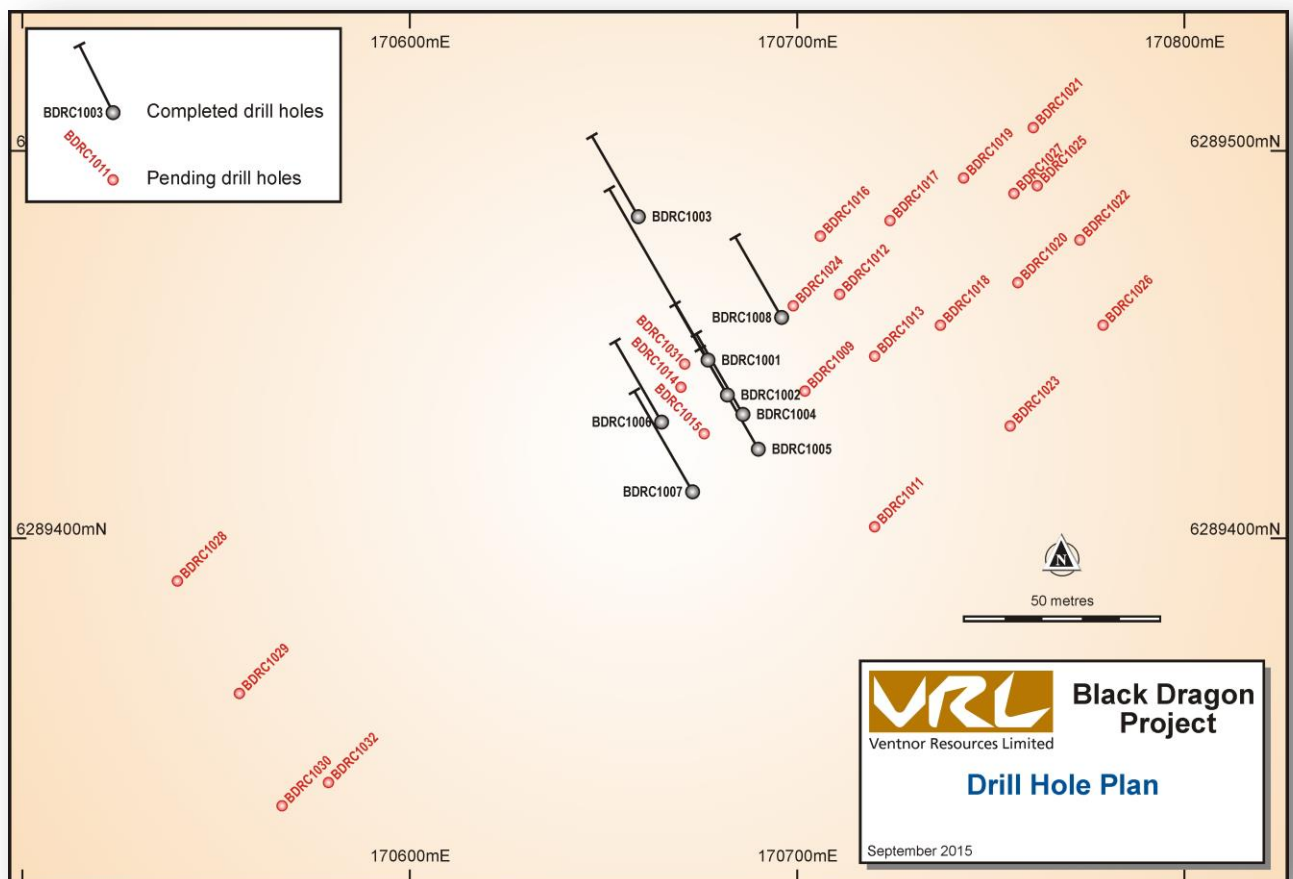 170600mE
170700mE
170800mE
BDRC1003
Completed drill holes
BDRC1011
Pending drill holes
6
6289500mN
BDRC1021
BDRC1019
BDRC1027
BDRC1025
BDRC1016
BDRC1017
BDRC1003
BDRC1022
BDRC1024
BDRC1012
BDRC1020
BDRC1008
BDRC1018
BDRC1026
BDRC1031
BDRC1013
BDRC1001
BDRC1014
BDRC1009
BDRC1002
BDRC1004
BDRC1015
BDRC1023
BDRC1006
BDRC1005
BDRC1007
BDRC1011
6289400mN
6289400mN
BDRC1028
N
50 metres
BDRC1029
VRL
Ventnor Resources Limited
Black Dragon
Project
BDRC1030
BDRC1032
Drill Hole Plan
170600mE
170700mE
September 2015